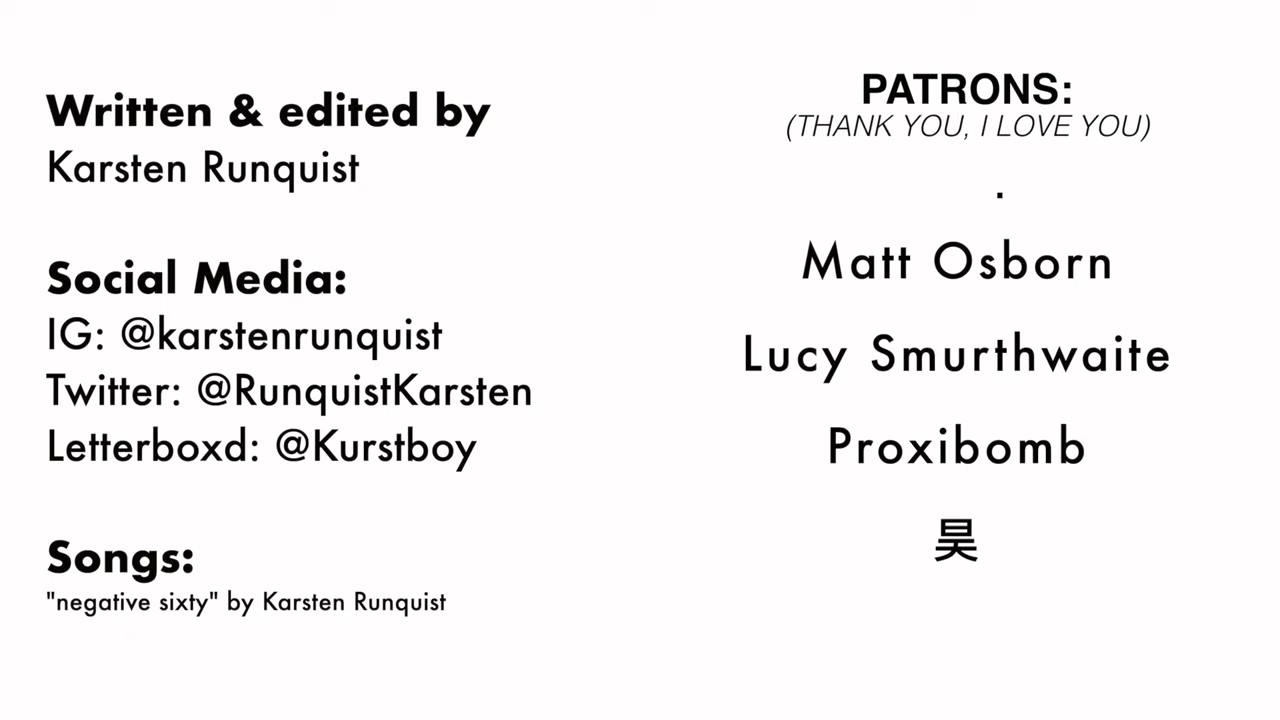 Written & edited by
Karsten Runquist
Social Media:
IG: @karstenrunquist
Twitter: @RunquistKarsten
Letterboxd: @Kurstboy
Songs:
"negative sixty" by Karsten Runquist
PATRONS:
(THANK YOU, I LOVE YOU)
.
Matt Osborn
Lucy Smurthwaite
Proxibomb
昊